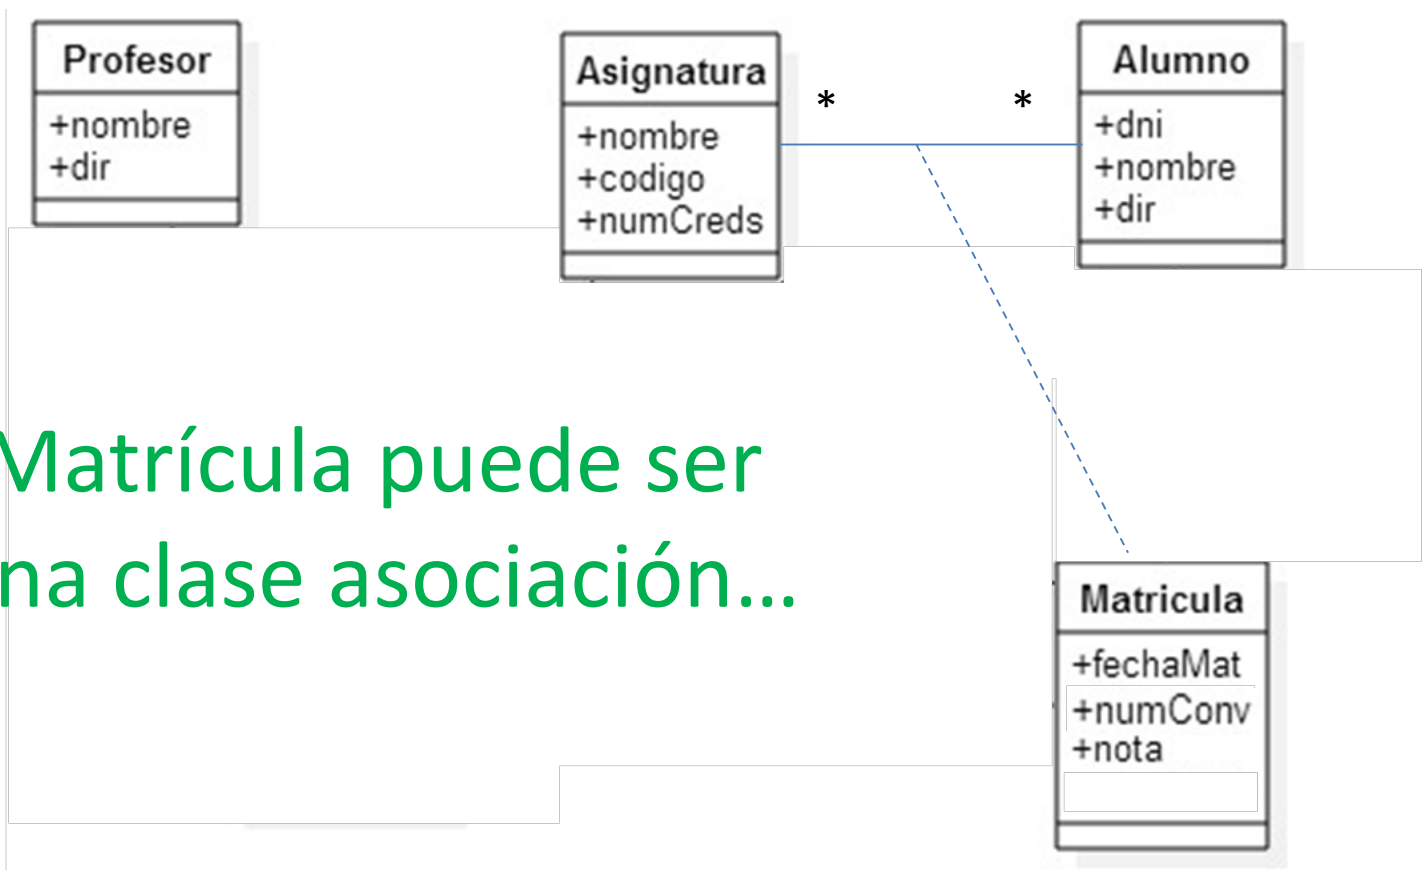 Profesor
+nombre
+dir
Asignatura
+nombre
+codigo
+numCreds
*
*
Alumno
+dni
+nombre
+dir
Matrícula puede ser
na clase asociación...
Matricula
+fechaMat
+numConv
+nota